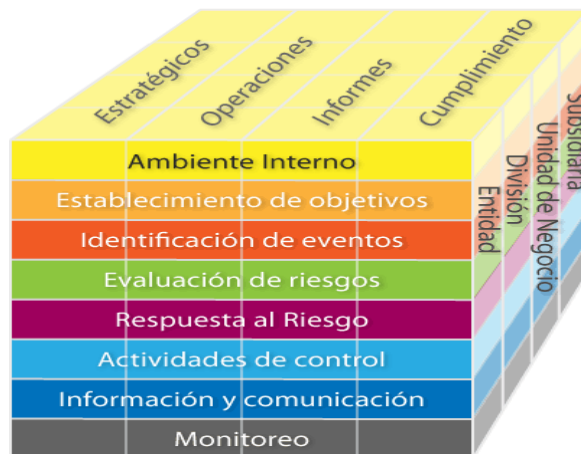 Estratégicos
Operaciones
Informes
Cumplimiento
Ambiente Interno
Establecimiento de objetivos
Identificación de eventos
Evaluación de riesgos
Respuesta al Riesgo
Actividades de control
Información y comunicación
Monitoreo
Entidad
División
Unidad de Negocio
Subsidiaria